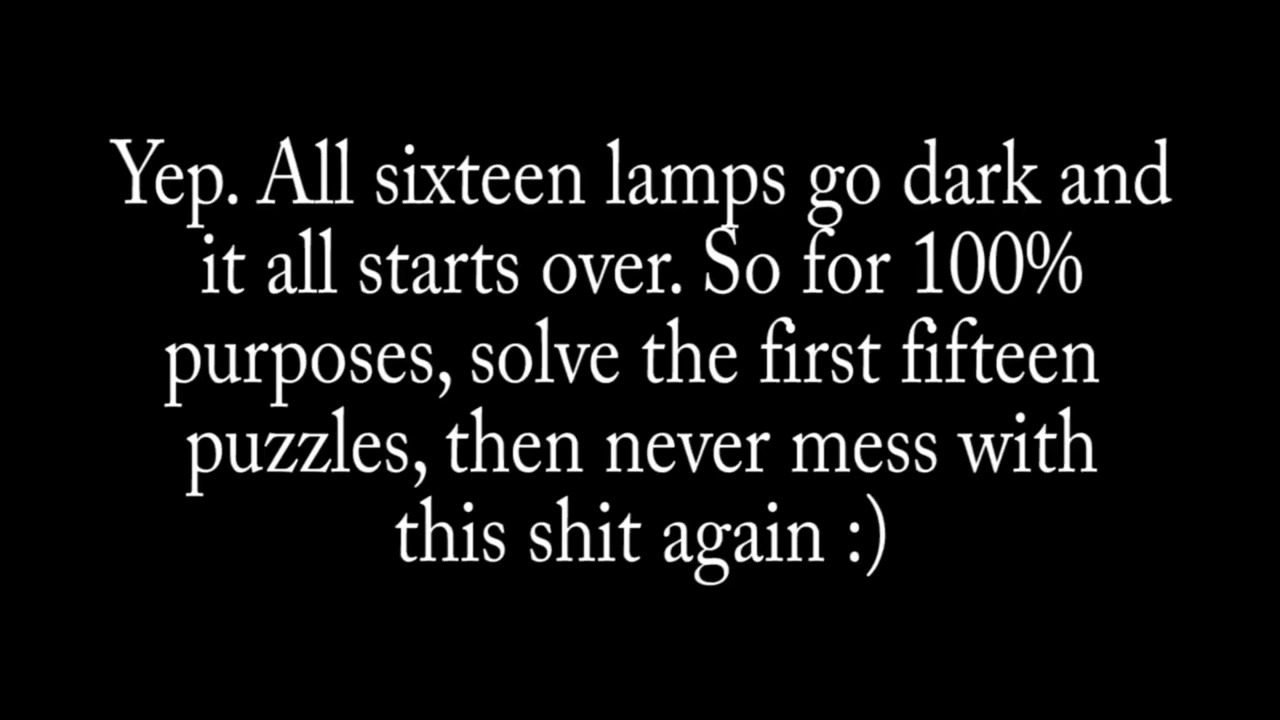 Yep. All sixteen lamps go dark and
it all starts over. So for 100%
purposes, solve the first fifteen
puzzles, then never mess with
this shit again :)